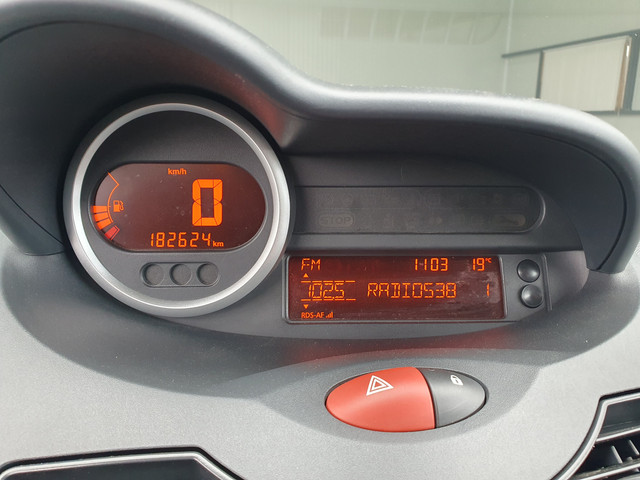 km/h
0
182624 km
STOP
FM 11:03 19°C
102.5 RADIO538 1
RDS-AF